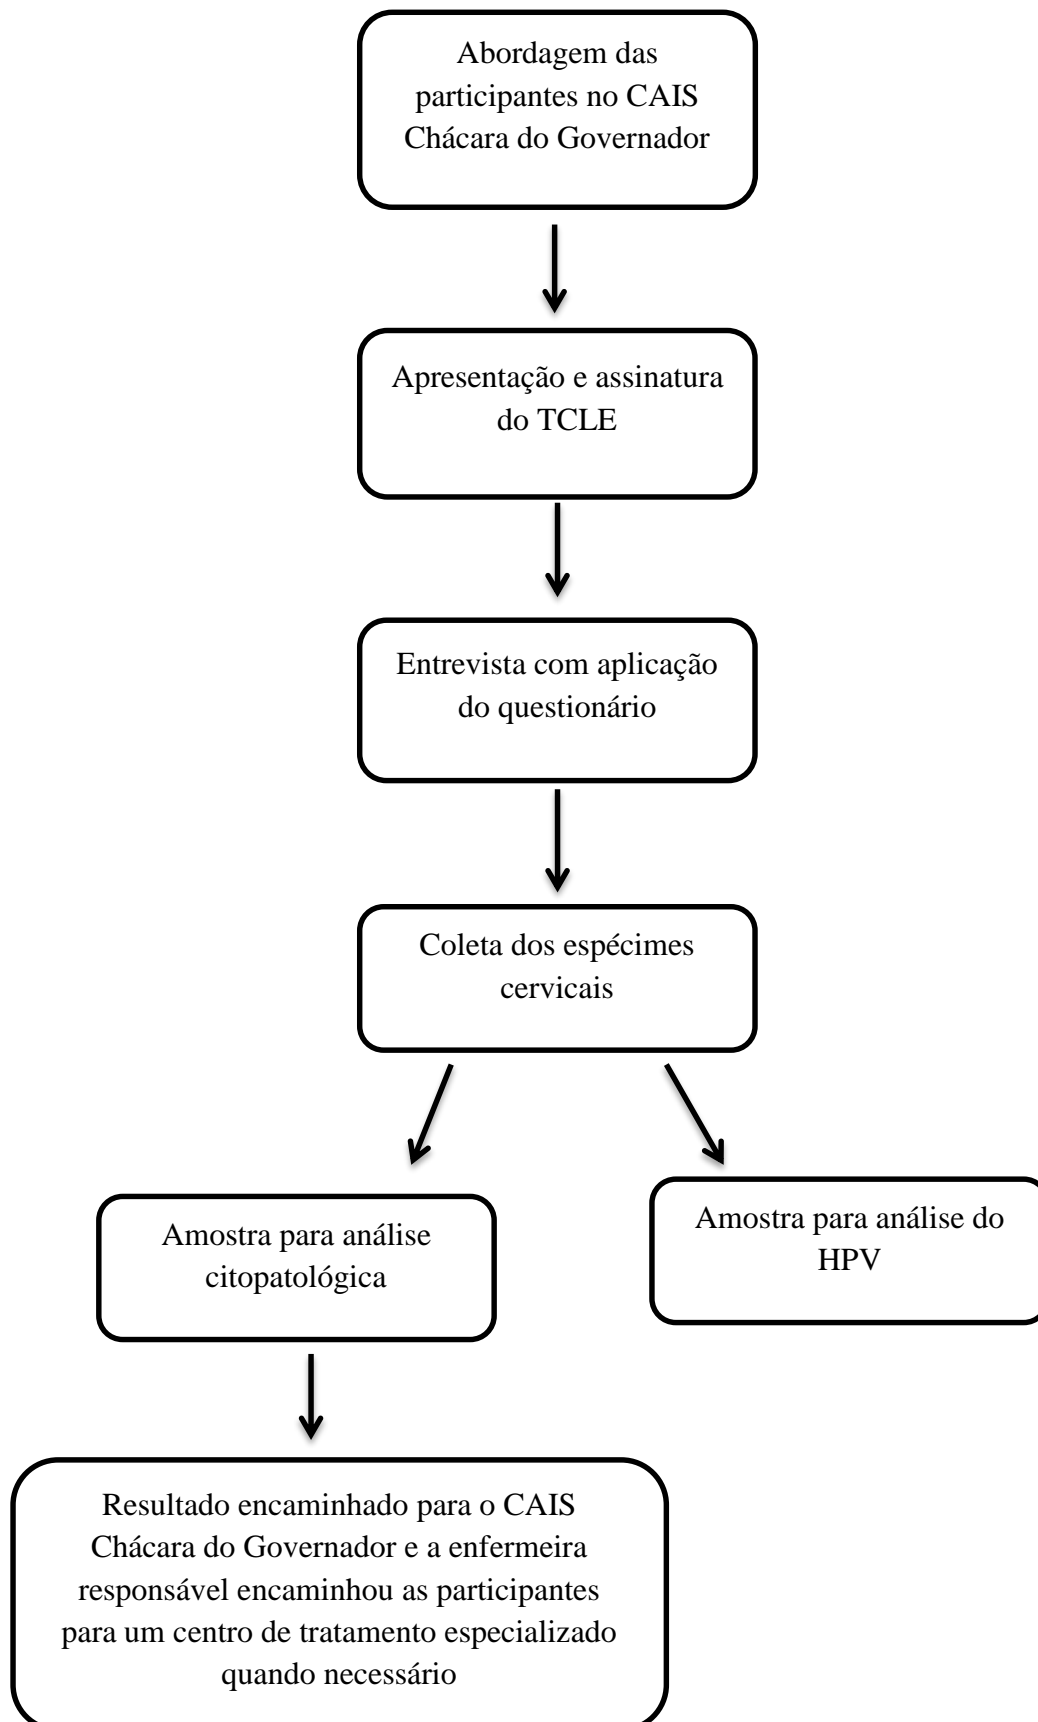 Abordagem das
participantes no CAIS
Chácara do Governador
Apresentação e assinatura
do TCLE
Entrevista com aplicação
do questionário
Coleta dos espécimes
cervicais
Amostra para análise
citopatológica
Amostra para análise do
HPV
Resultado encaminhado para o CAIS
Chácara do Governador e a enfermeira
responsável encaminhou as participantes
para um centro de tratamento especializado
quando necessário